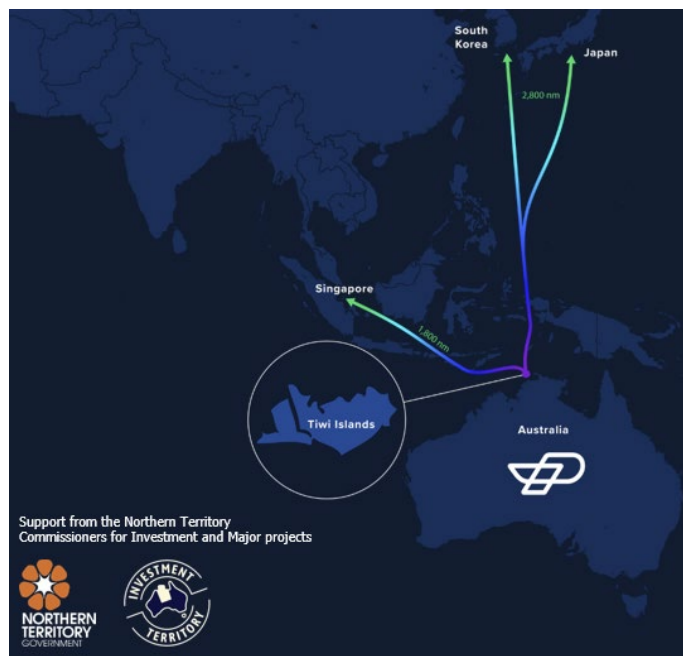 South
Korea
Japan
2,800 nm
Singapore
1,800 nm
Tiwi Islands
Australia
Support from the Northern Territory
Commissioners for Investment and Major projects
NORTHERN
TERRITORY
GOVERNMENT
INVESTMENT
TERRITORY